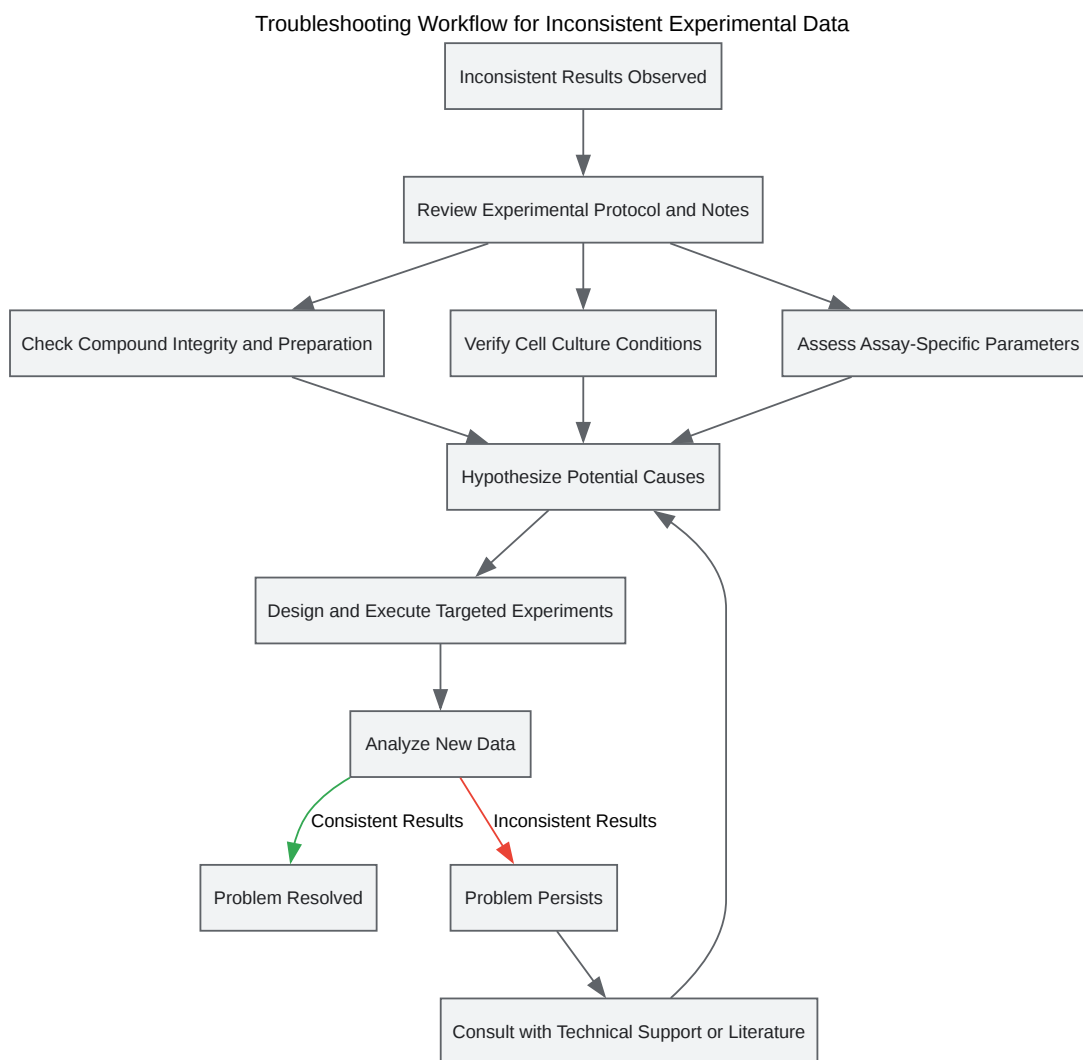 Troubleshooting Workflow for Inconsistent Experimental Data
Inconsistent Results Observed
Review Experimental Protocol and Notes
Check Compound Integrity and Preparation
Verify Cell Culture Conditions
Assess Assay-Specific Parameters
Hypothesize Potential Causes
Design and Execute Targeted Experiments
Analyze New Data
Consistent Results
Inconsistent Results
Problem Resolved
Problem Persists
Consult with Technical Support or Literature